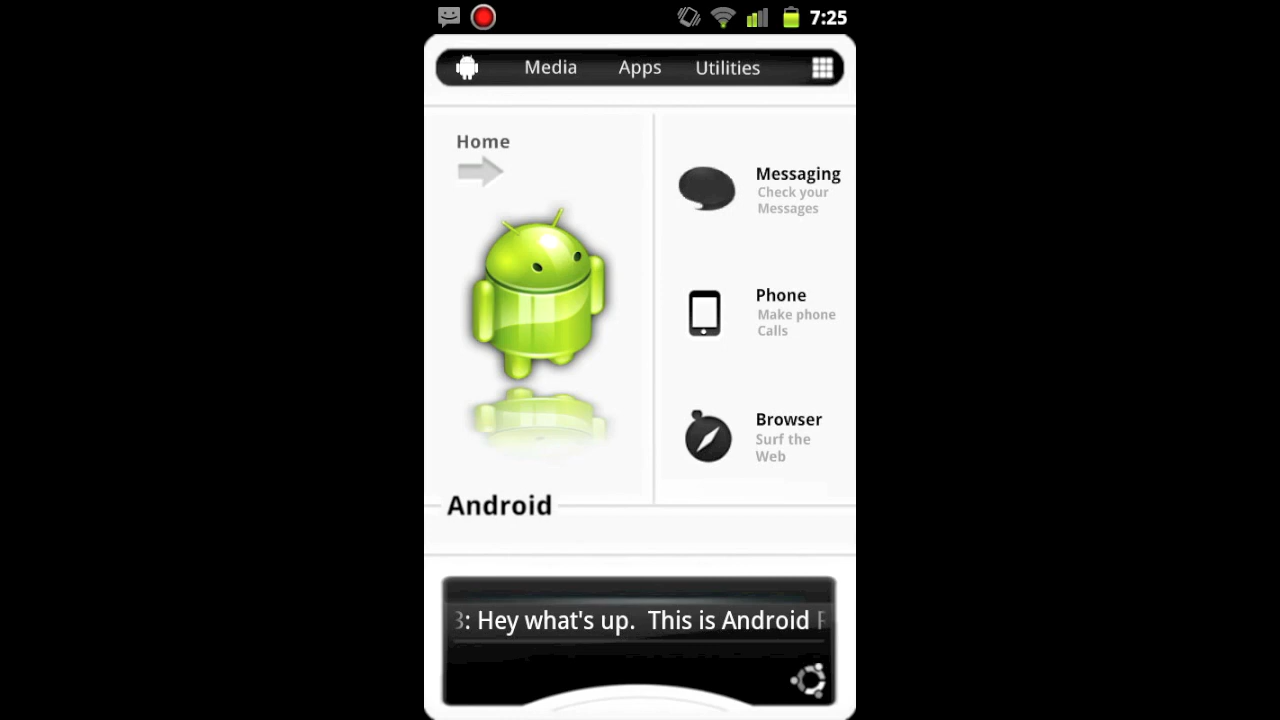 7:25
Media Apps Utilities
Home
Messaging
Check your
Messages
Phone
Make phone
Calls
Browser
Surf the
Web
Android
: Hey what's up. This is Android